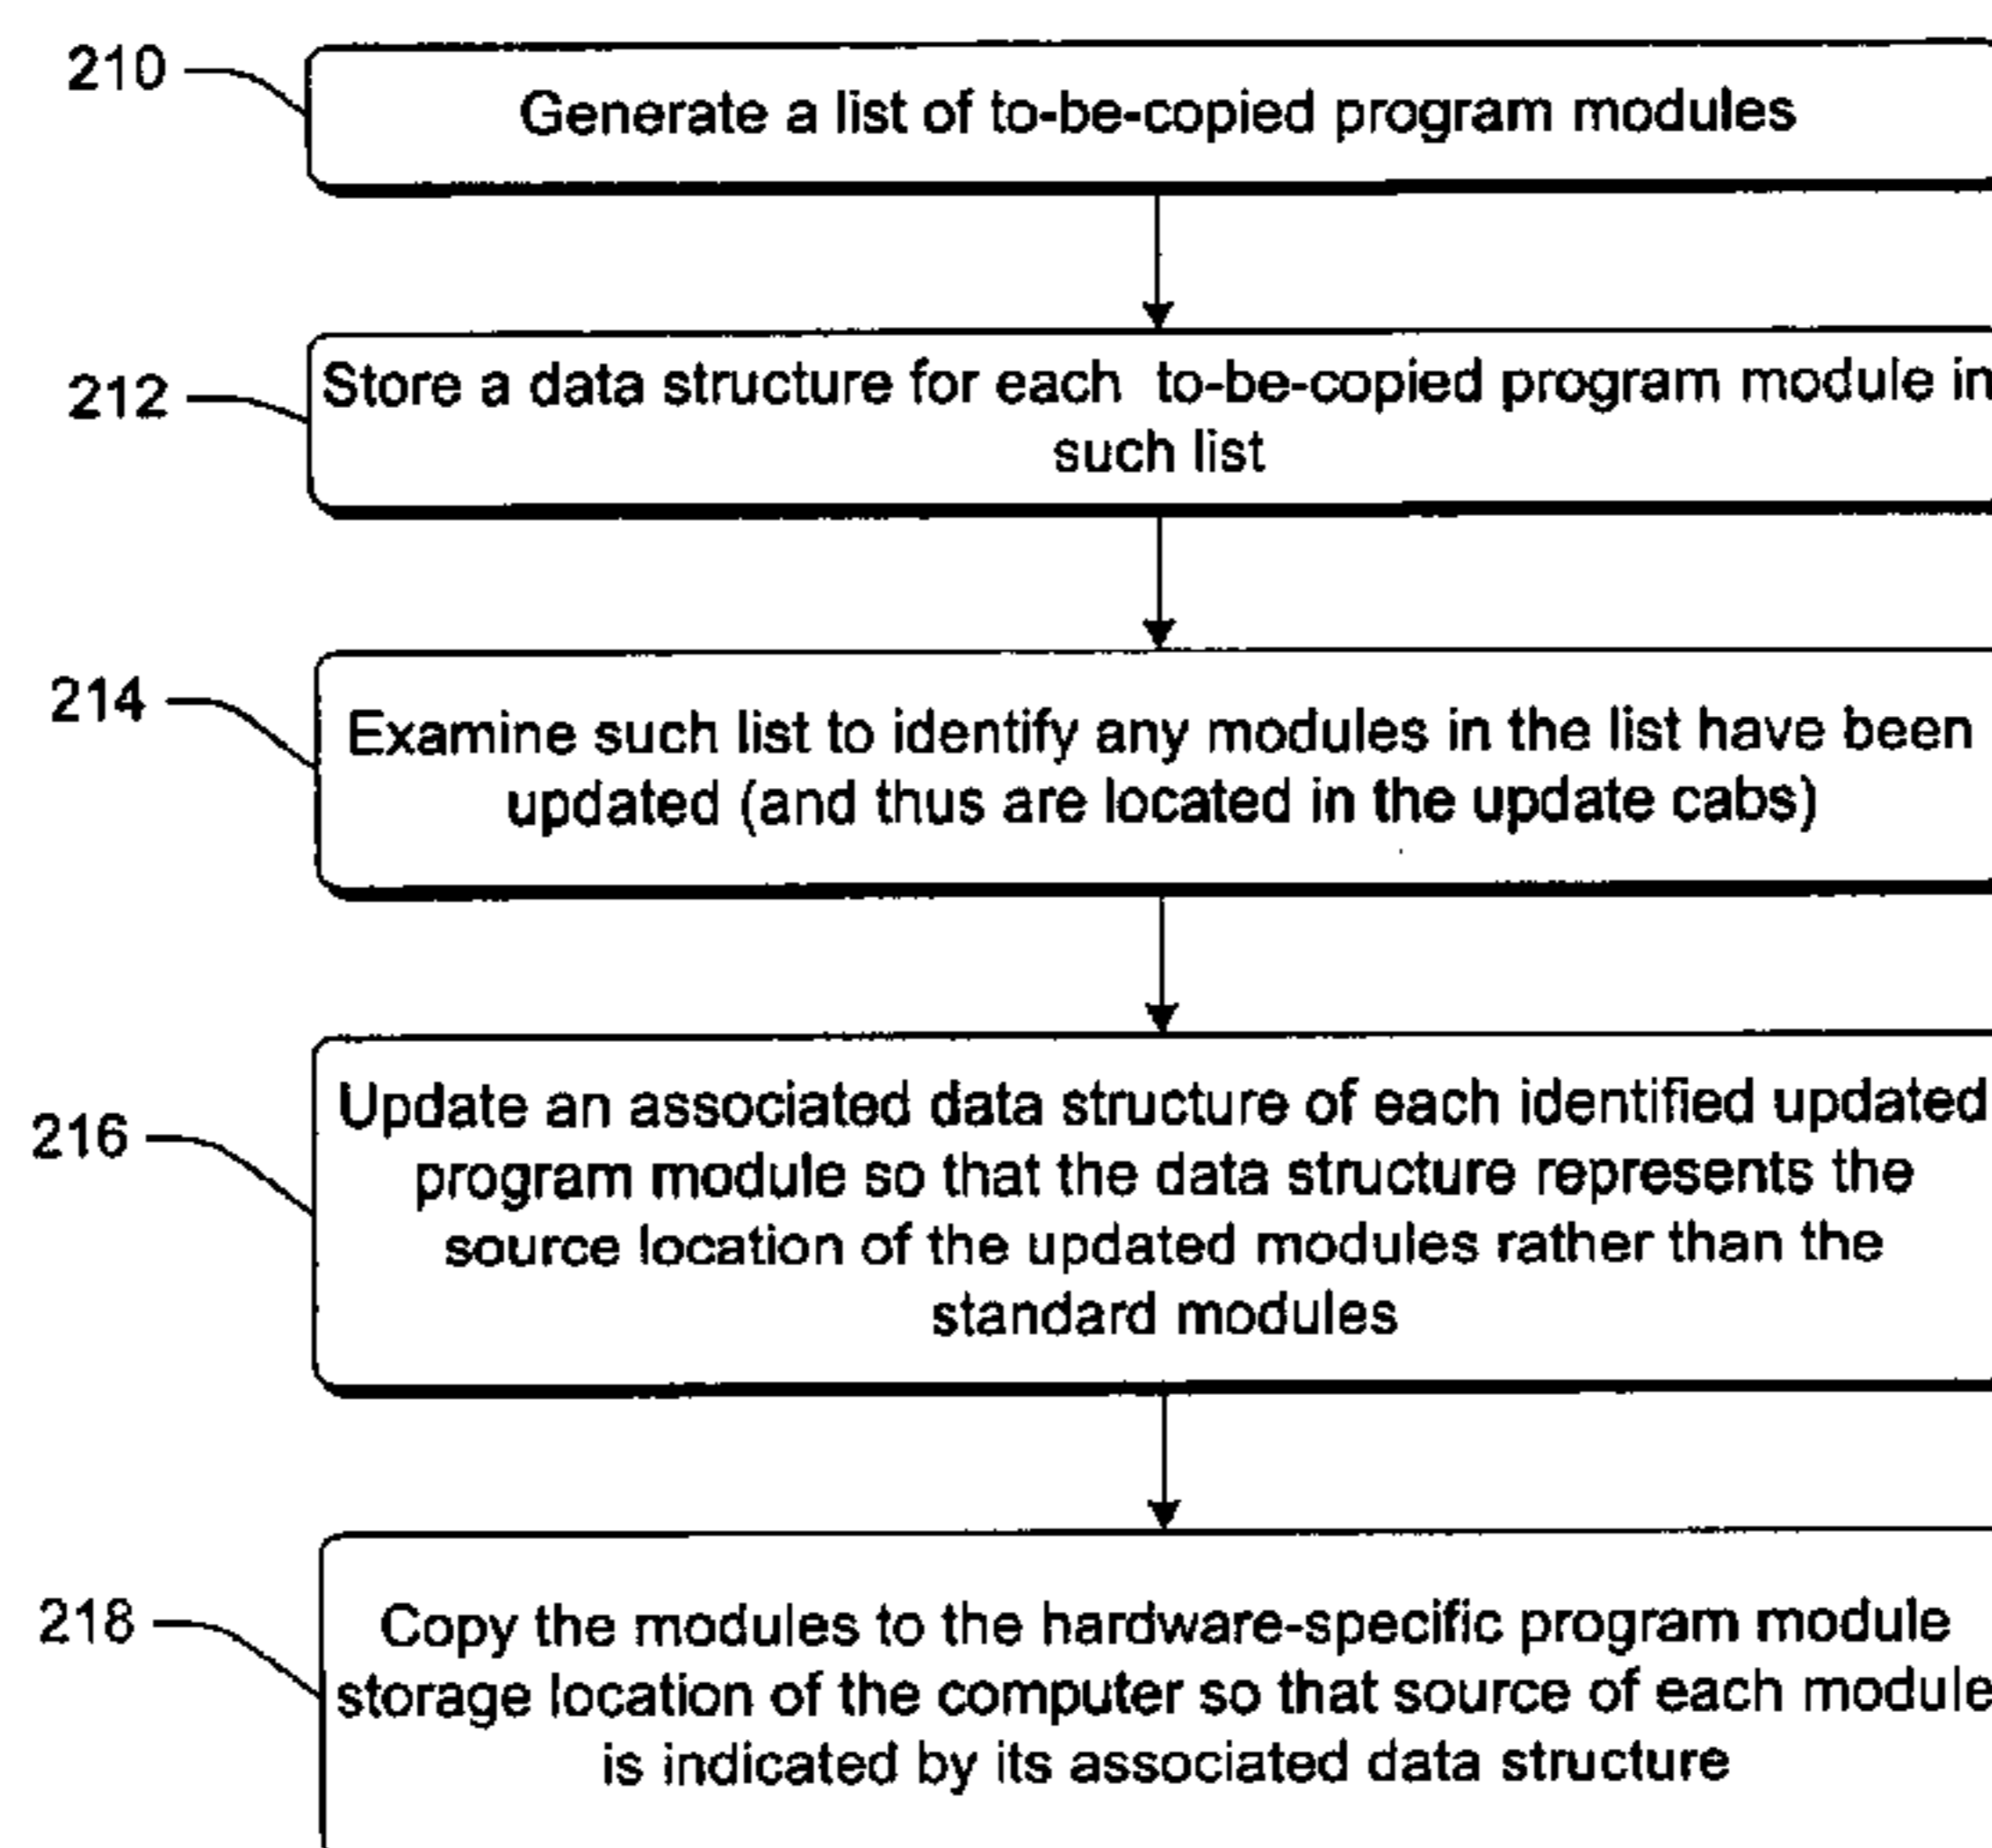 210
Generate a list of to-be-copied program modules
212
Store a data structure for each to-be-copied program module in
such list
214
Examine such list to identify any modules in the list have been
updated (and thus are located in the update cabs)
216
Update an associated data structure of each identified updated
program module so that the data structure represents the
source location of the updated modules rather than the
standard modules
218
Copy the modules to the hardware-specific program module
storage location of the computer so that source of each module
is indicated by its associated data structure